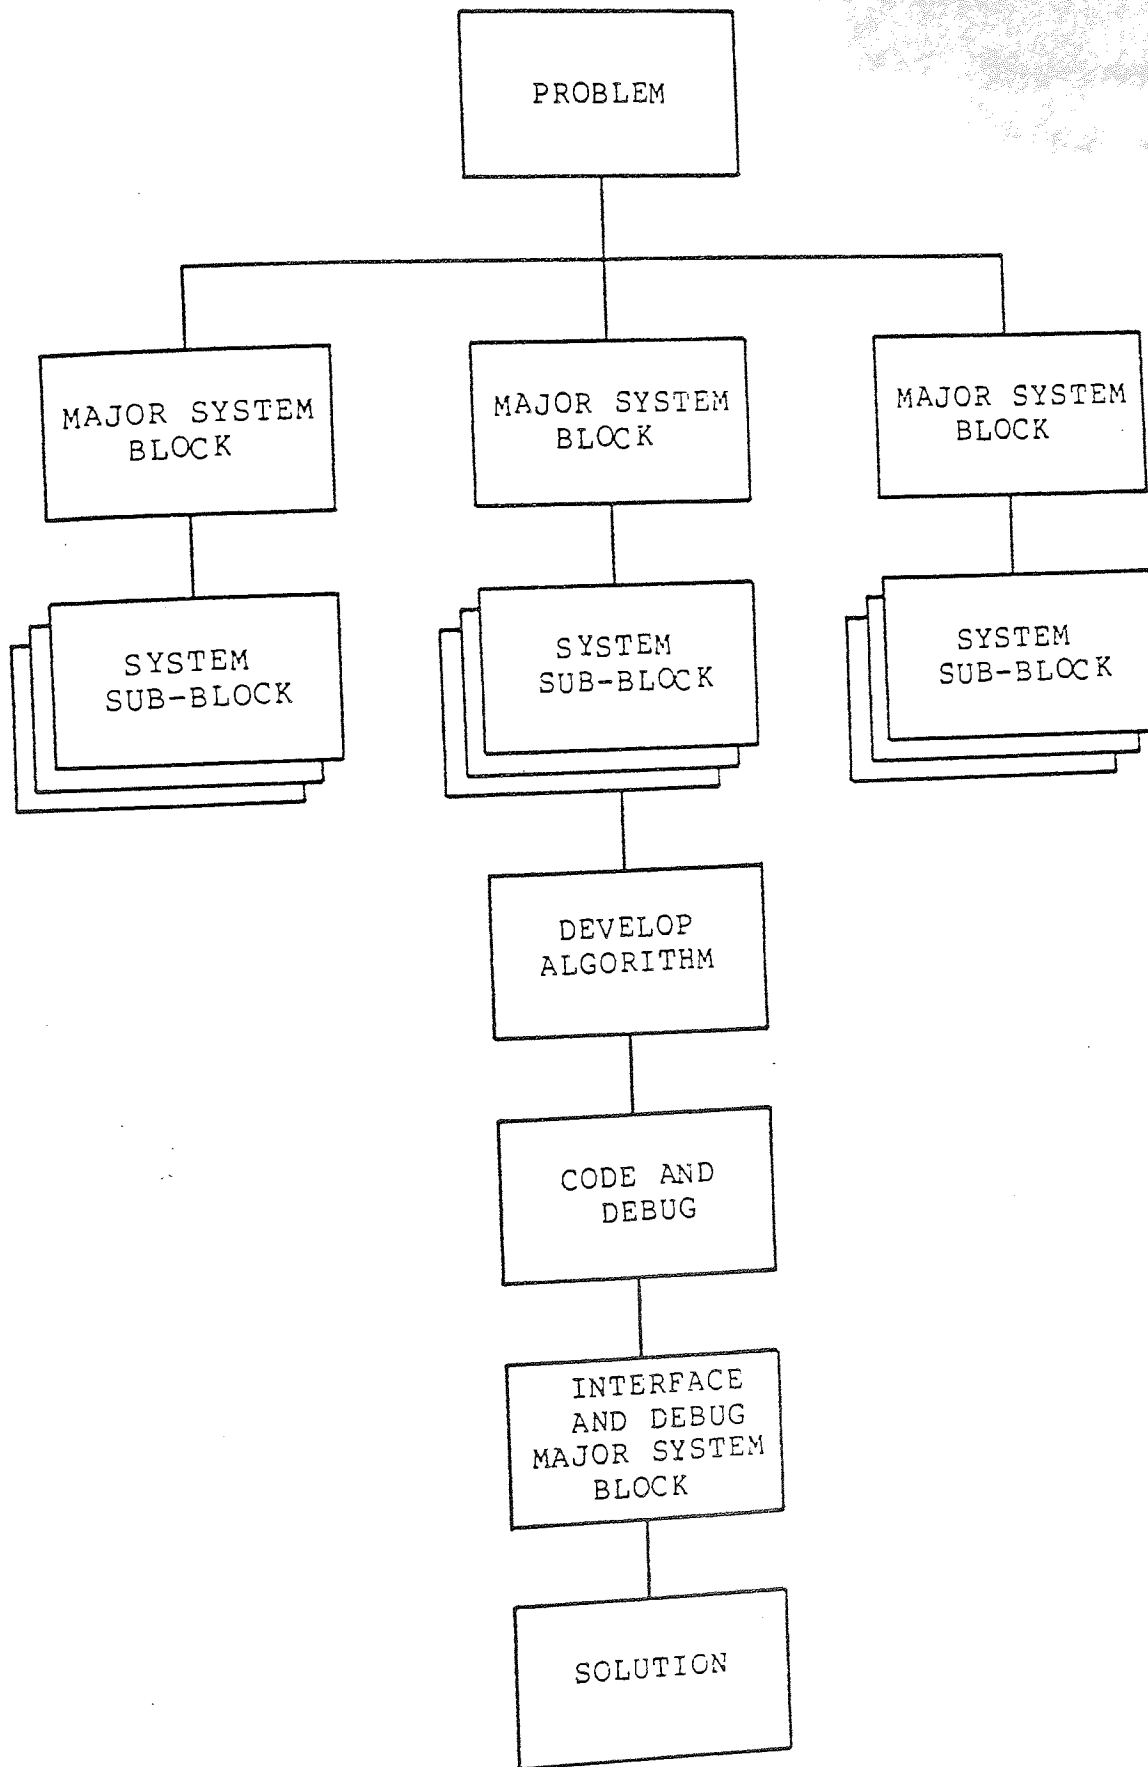 PROBLEM
MAJOR SYSTEM
BLOCK
MAJOR SYSTEM
BLOCK
MAJOR SYSTEM
BLOCK
SYSTEM
SUB-BLOCK
SYSTEM
SUB-BLOCK
SYSTEM
SUB-BLOCK
DEVELOP
ALGORITHM
CODE AND
DEBUG
INTERFACE
AND DEBUG
MAJOR SYSTEM
BLOCK
SOLUTION